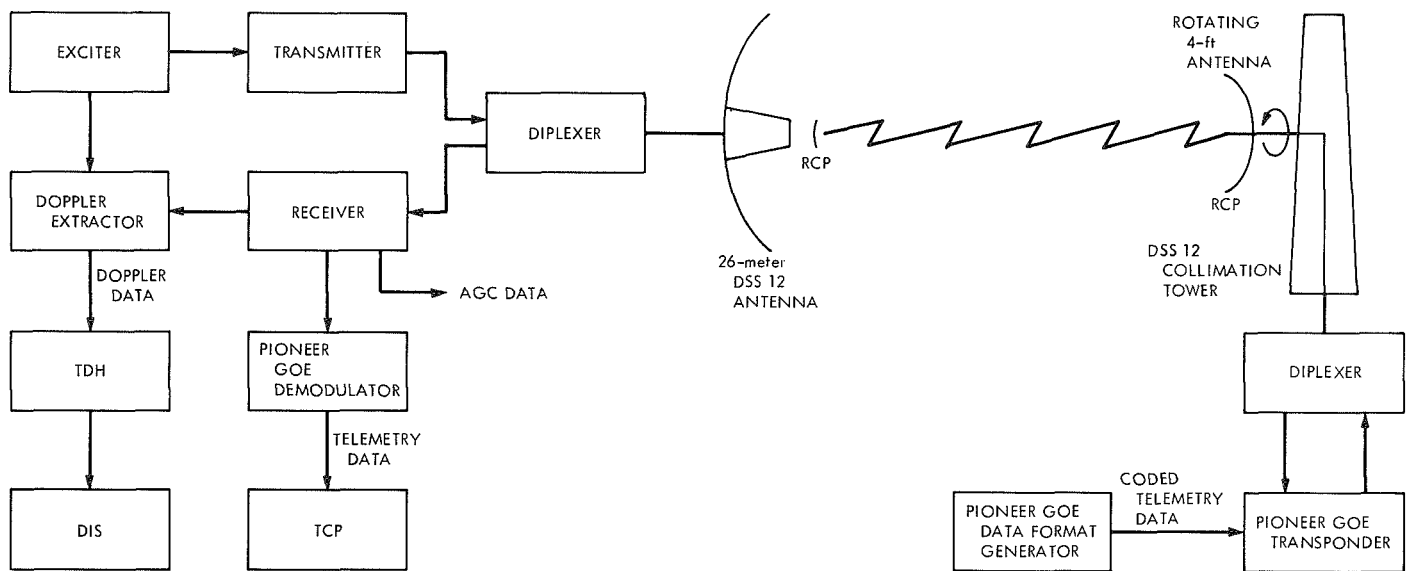 EXCITER
TRANSMITTER
DIPLEXER
ROTATING
4-ft
ANTENNA
RCP
RCP
DOPPLER
EXTRACTOR
RECEIVER
DOPPLER
DATA
AGC DATA
26-meter
DSS 12
ANTENNA
DSS 12
COLLIMATION
TOWER
TDH
PIONEER
GOE
DEMODULATOR
DIPLEXER
TELEMETRY
DATA
DIS
TCP
PIONEER GOE
DATA FORMAT
GENERATOR
CODED
TELEMETRY
DATA
PIONEER GOE
TRANSPONDER